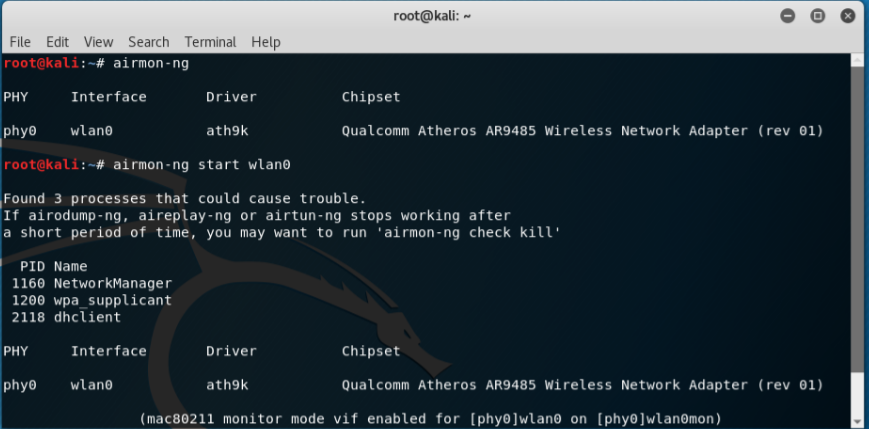 root@kali: ~
File Edit View Search Terminal Help
root@kali:~# airmon-ng
PHY Interface Driver Chipset
phy0 wlan0 ath9k Qualcomm Atheros AR9485 Wireless Network Adapter (rev 01)
root@kali:~# airmon-ng start wlan0
Found 3 processes that could cause trouble.
If airodump-ng, aireplay-ng or airtun-ng stops working after
a short period of time, you may want to run 'airmon-ng check kill'
PID Name
1160 NetworkManager
1200 wpa_supplicant
2118 dhclient
PHY Interface Driver Chipset
phy0 wlan0 ath9k Qualcomm Atheros AR9485 Wireless Network Adapter (rev 01)
(mac80211 monitor mode vif enabled for [phy0]wlan0 on [phy0]wlan0mon)